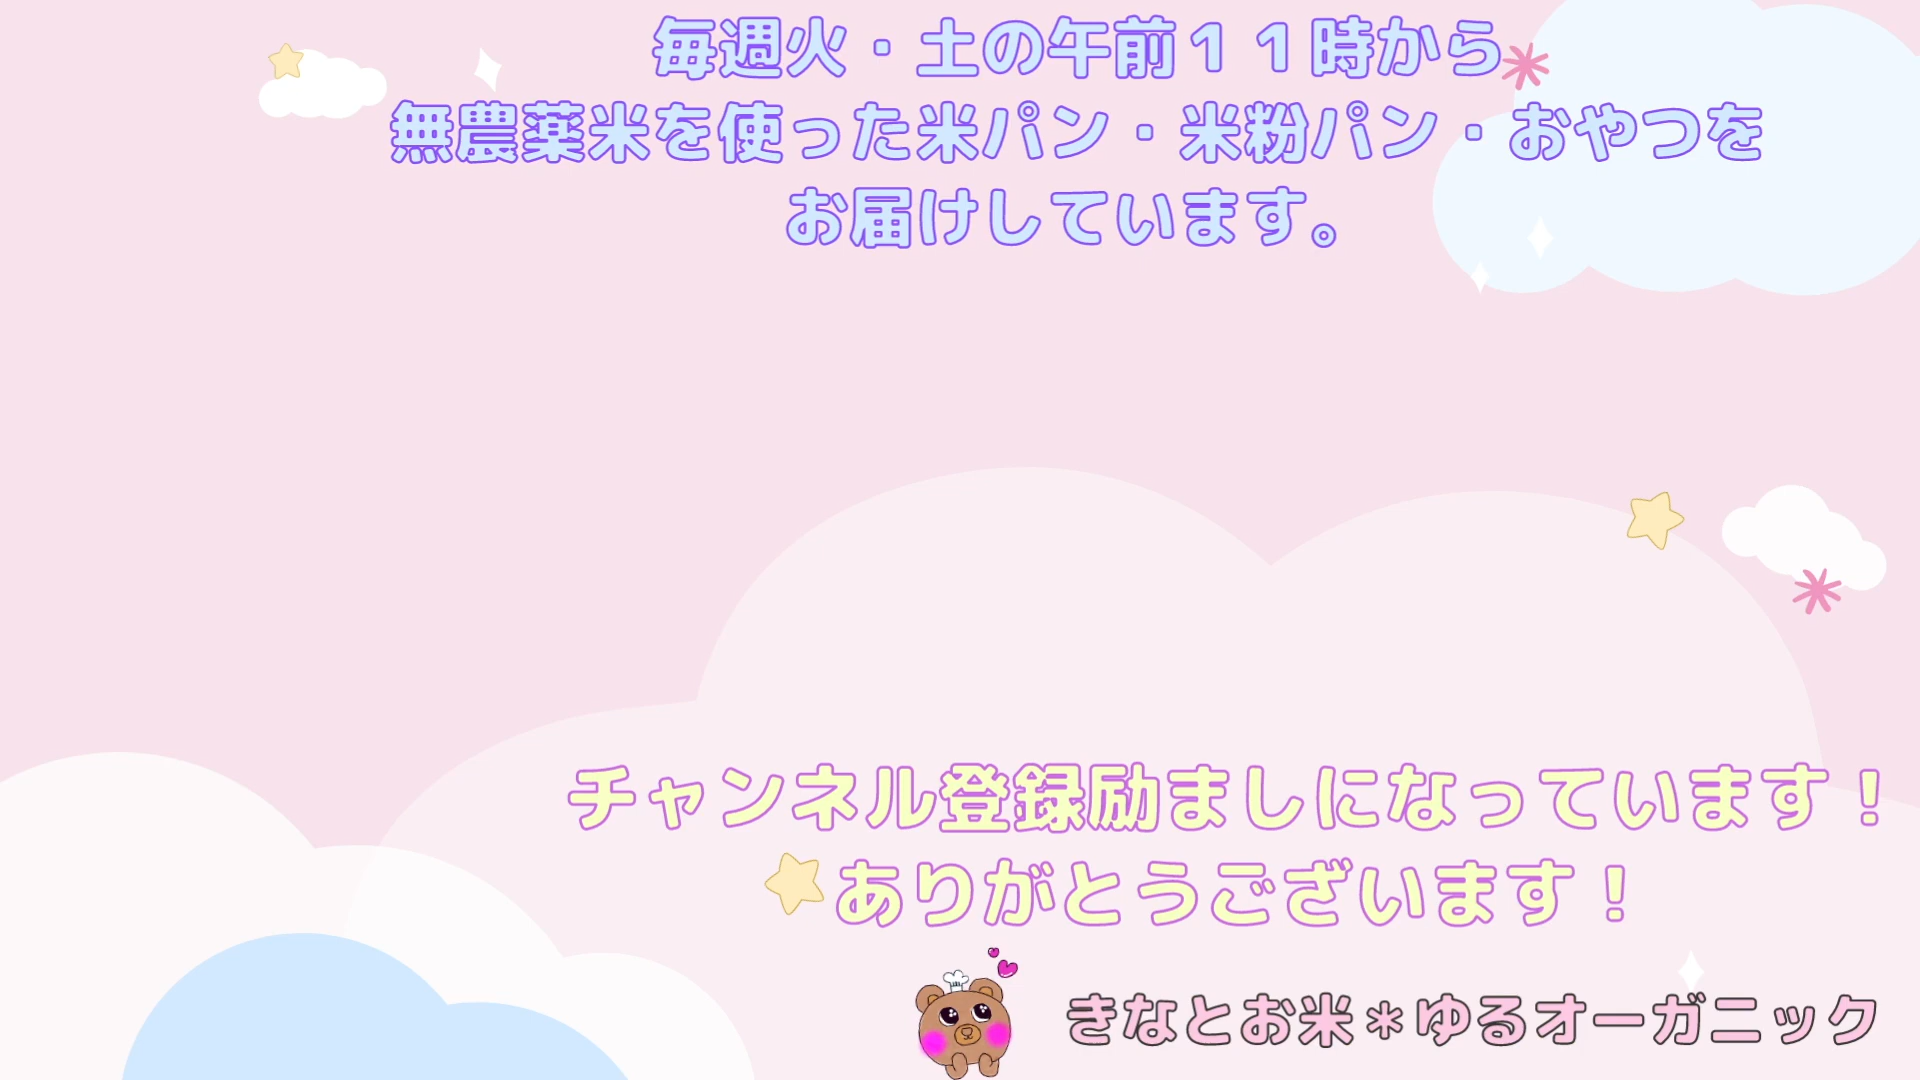 毎週火・土の午前１１時から
無農薬米を使った米パン・米粉パン・おやつを
お届けしています。
チャンネル登録励ましになっています！
ありがとうございます！
きなとお米＊ゆるオーガニック